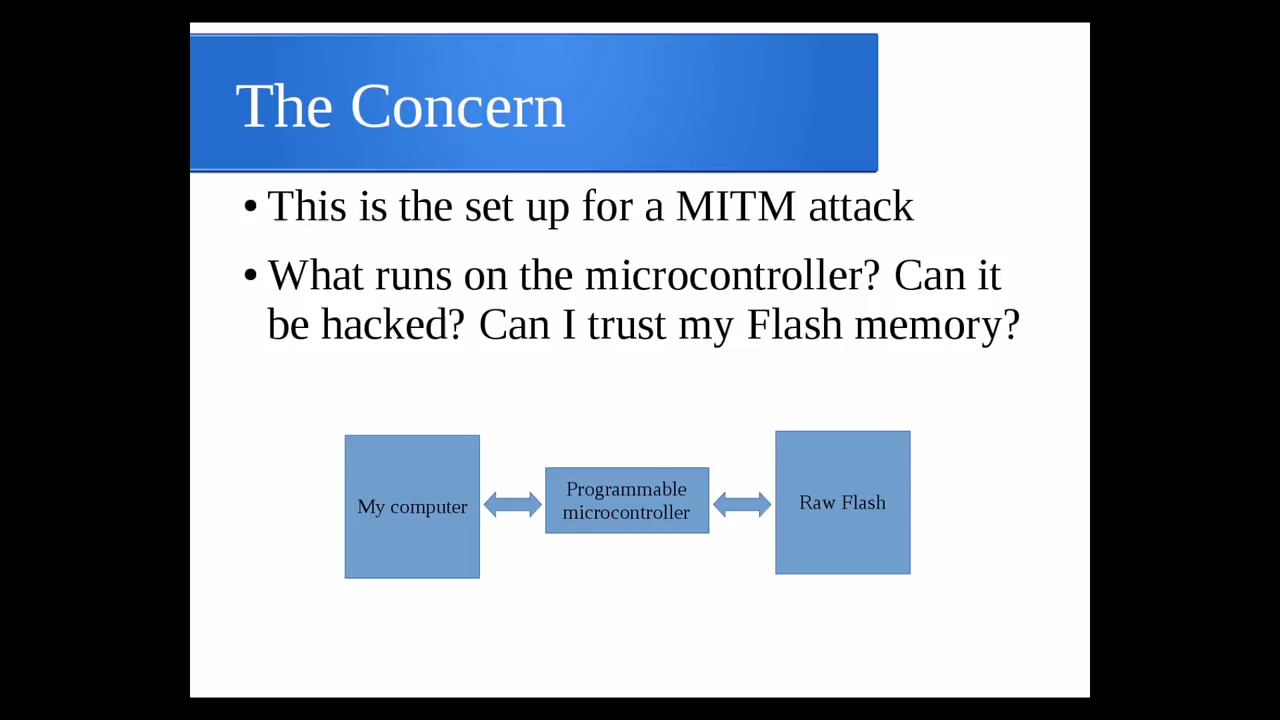 The Concern
• This is the set up for a MITM attack
• What runs on the microcontroller? Can it
be hacked? Can I trust my Flash memory?
My computer
Programmable
microcontroller
Raw Flash